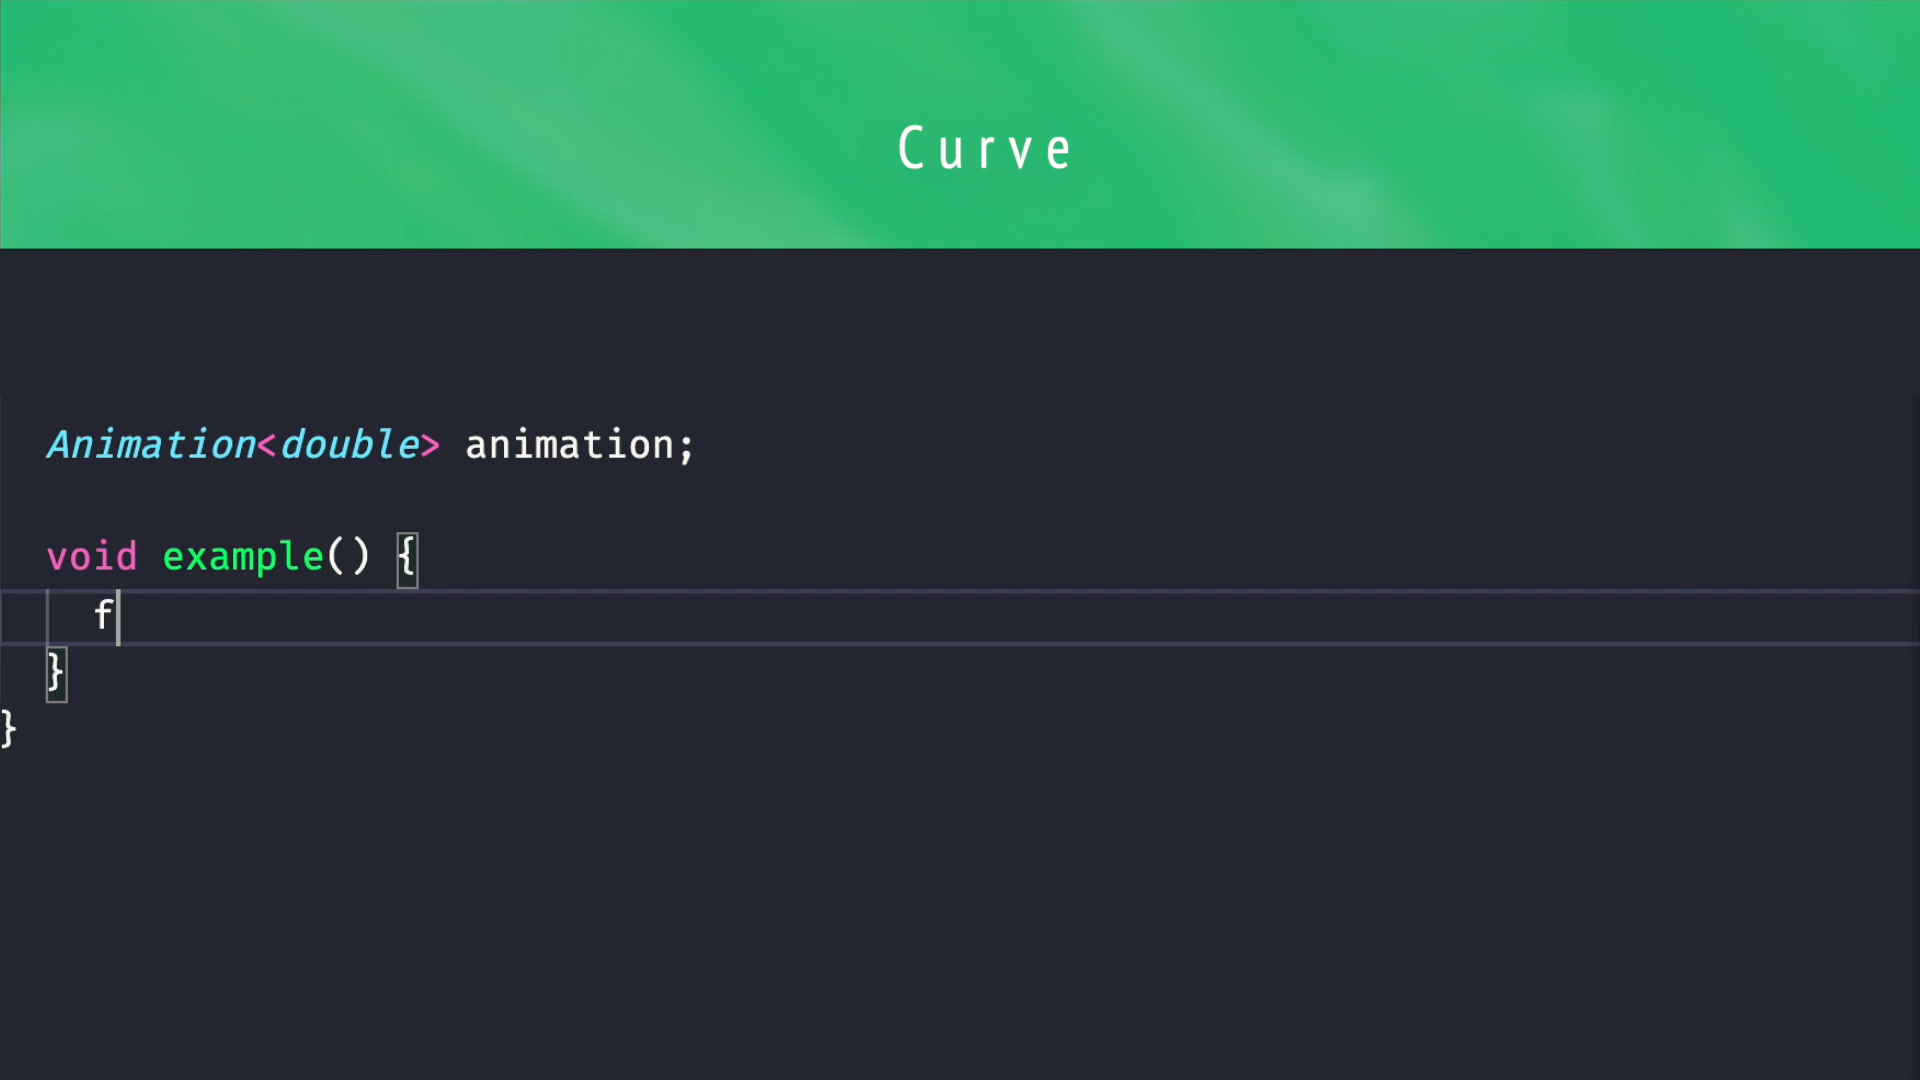 Curve
Animation<double> animation;
void example() {
f
}
}